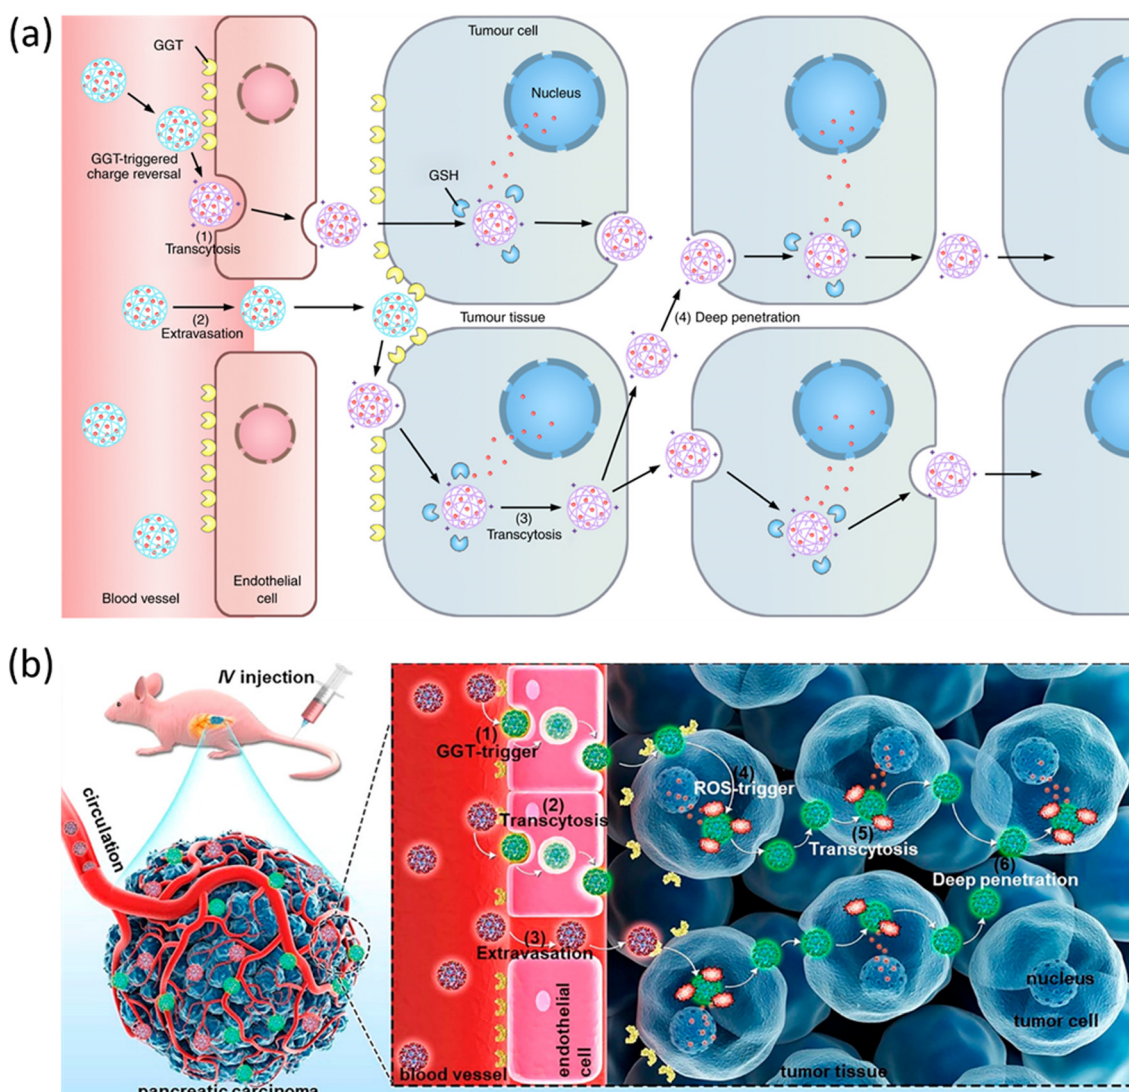 (a)
GGT
Tumour cell
Nucleus
GGT-triggered
charge reversal
GSH
(1)
Transcytosis
(2)
Extravasation
Tumour tissue
(4) Deep penetration
(3)
Transcytosis
Blood vessel
Endothelial
cell
(b)
IV injection
circulation
pancreatic carcinoma
(1)
GGT-trigger
(2)
Transcytosis
(3)
Extravasation
(4)
ROS-trigger
(5)
Transcytosis
(6)
Deep penetration
nucleus
tumor cell
blood vessel
endothelial
cell
tumor tissue